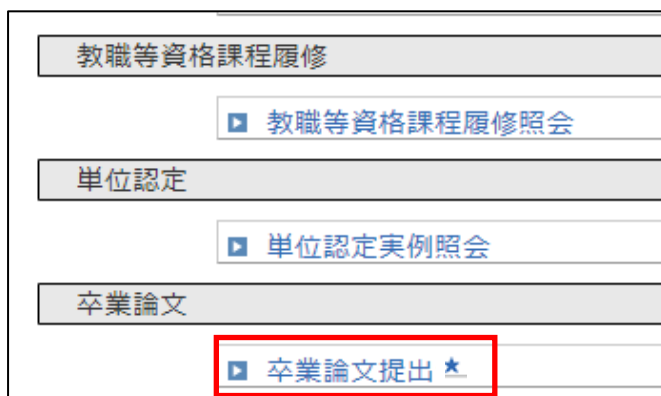 教職等資格課程履修
教職等資格課程履修照会
単位認定
単位認定実例照会
卒業論文
卒業論文提出